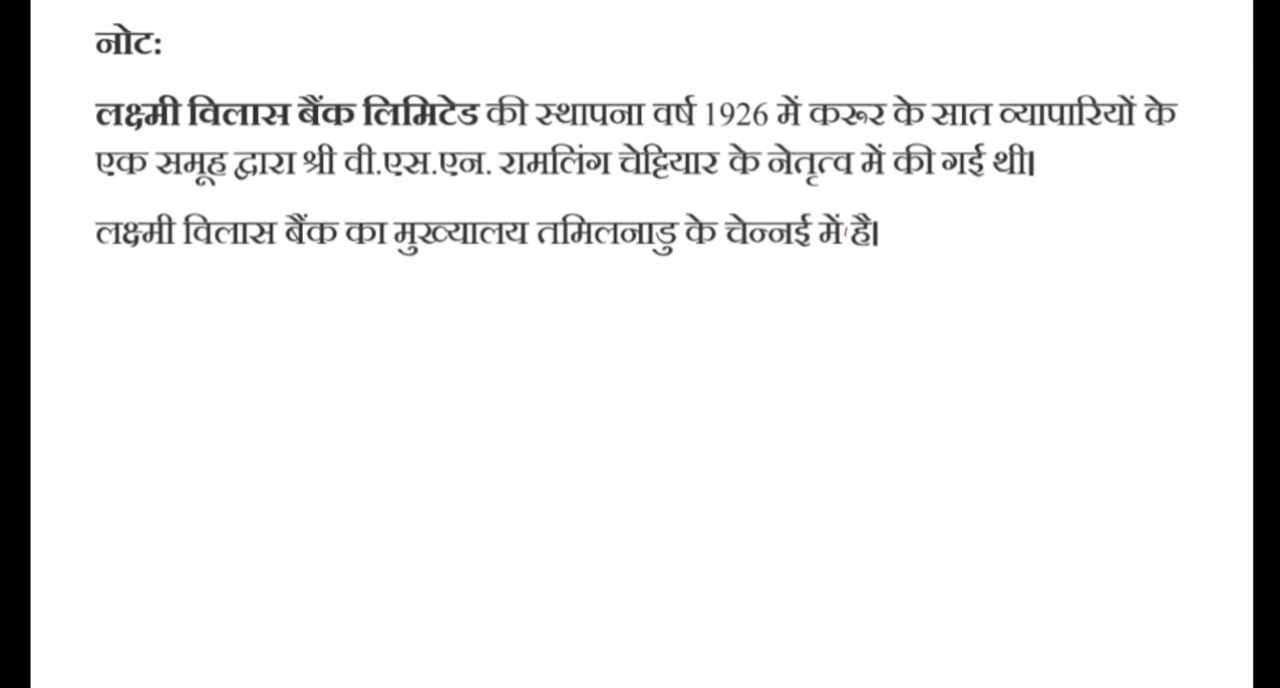 नोट:
लक्ष्मी विलास बैंक लिमिटेड की स्थापना वर्ष 1926 में करूर के सात व्यापारियों के
एक समूह द्वारा श्री वी.एस.एन. रामलिंग चेट्टियार के नेतृत्व में की गई थी।
लक्ष्मी विलास बैंक का मुख्यालय तमिलनाडु के चेन्नई में है।